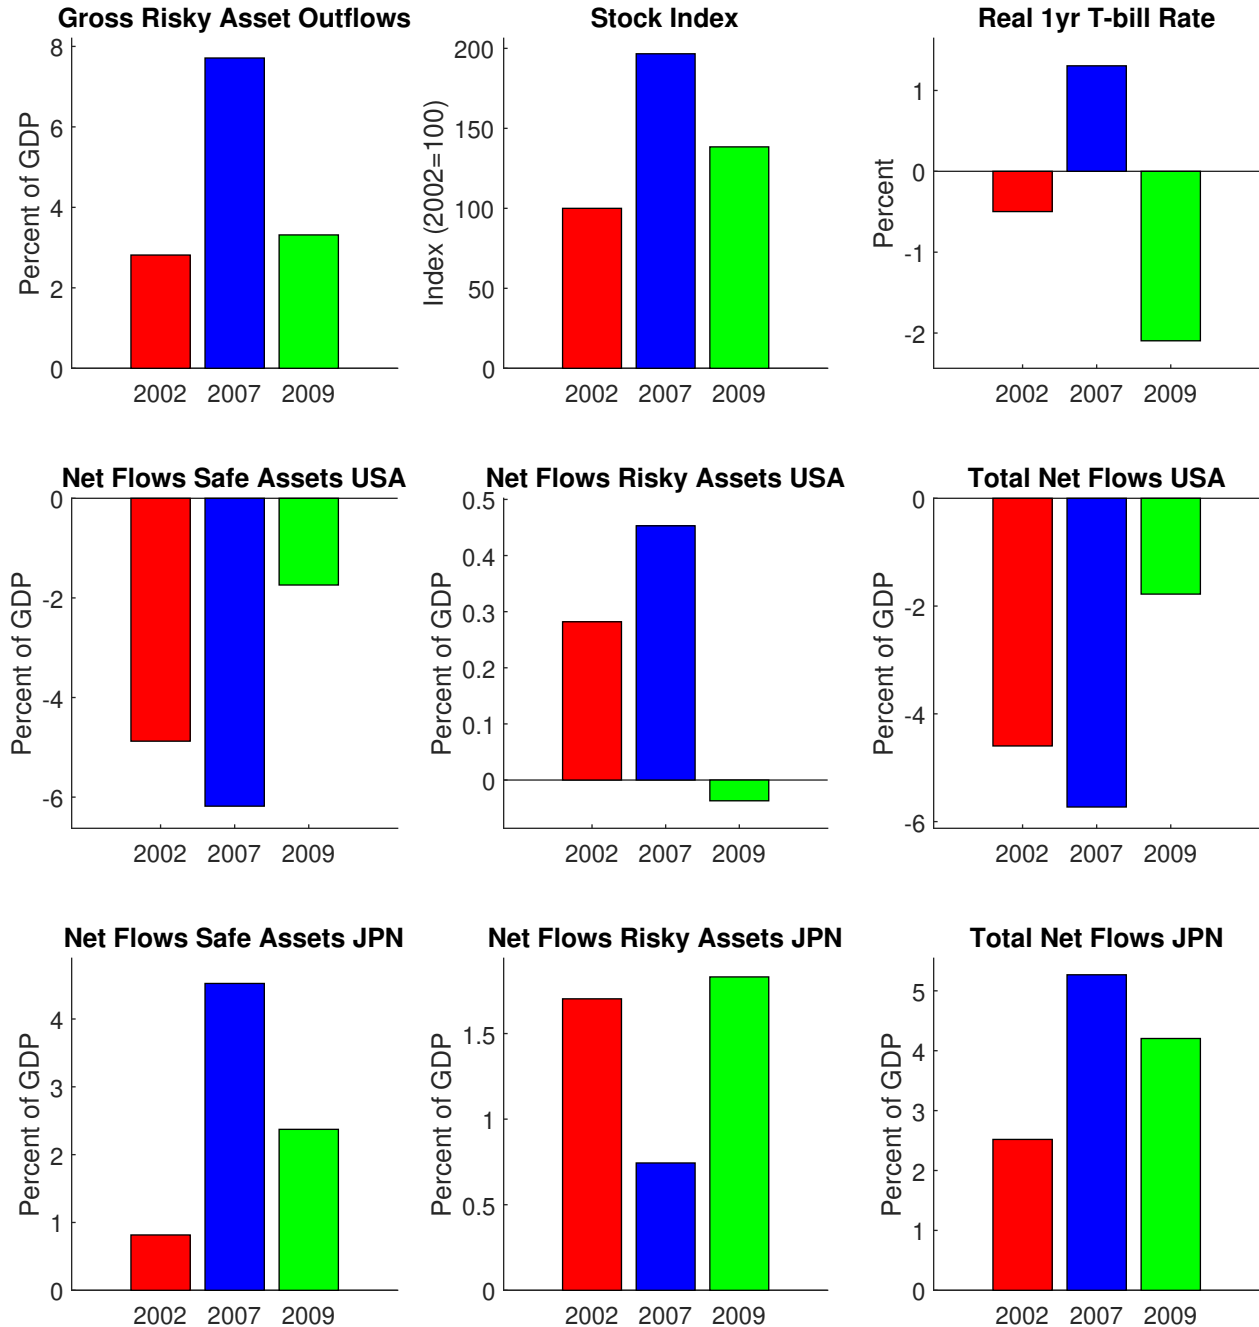 Gross Risky Asset Outflows
Percent of GDP
8
6
4
2
0
2002 2007 2009
Stock Index
Index (2002=100)
200
150
100
50
0
2002 2007 2009
Real 1yr T-bill Rate
Percent
1
0
-1
-2
2002 2007 2009
Net Flows Safe Assets USA
Percent of GDP
0
-2
-4
-6
2002 2007 2009
Net Flows Risky Assets USA
Percent of GDP
0.5
0.4
0.3
0.2
0.1
0
2002 2007 2009
Total Net Flows USA
Percent of GDP
0
-2
-4
-6
2002 2007 2009
Net Flows Safe Assets JPN
Percent of GDP
4
3
2
1
0
2002 2007 2009
Net Flows Risky Assets JPN
Percent of GDP
1.5
1
0.5
0
2002 2007 2009
Total Net Flows JPN
Percent of GDP
5
4
3
2
1
0
2002 2007 2009